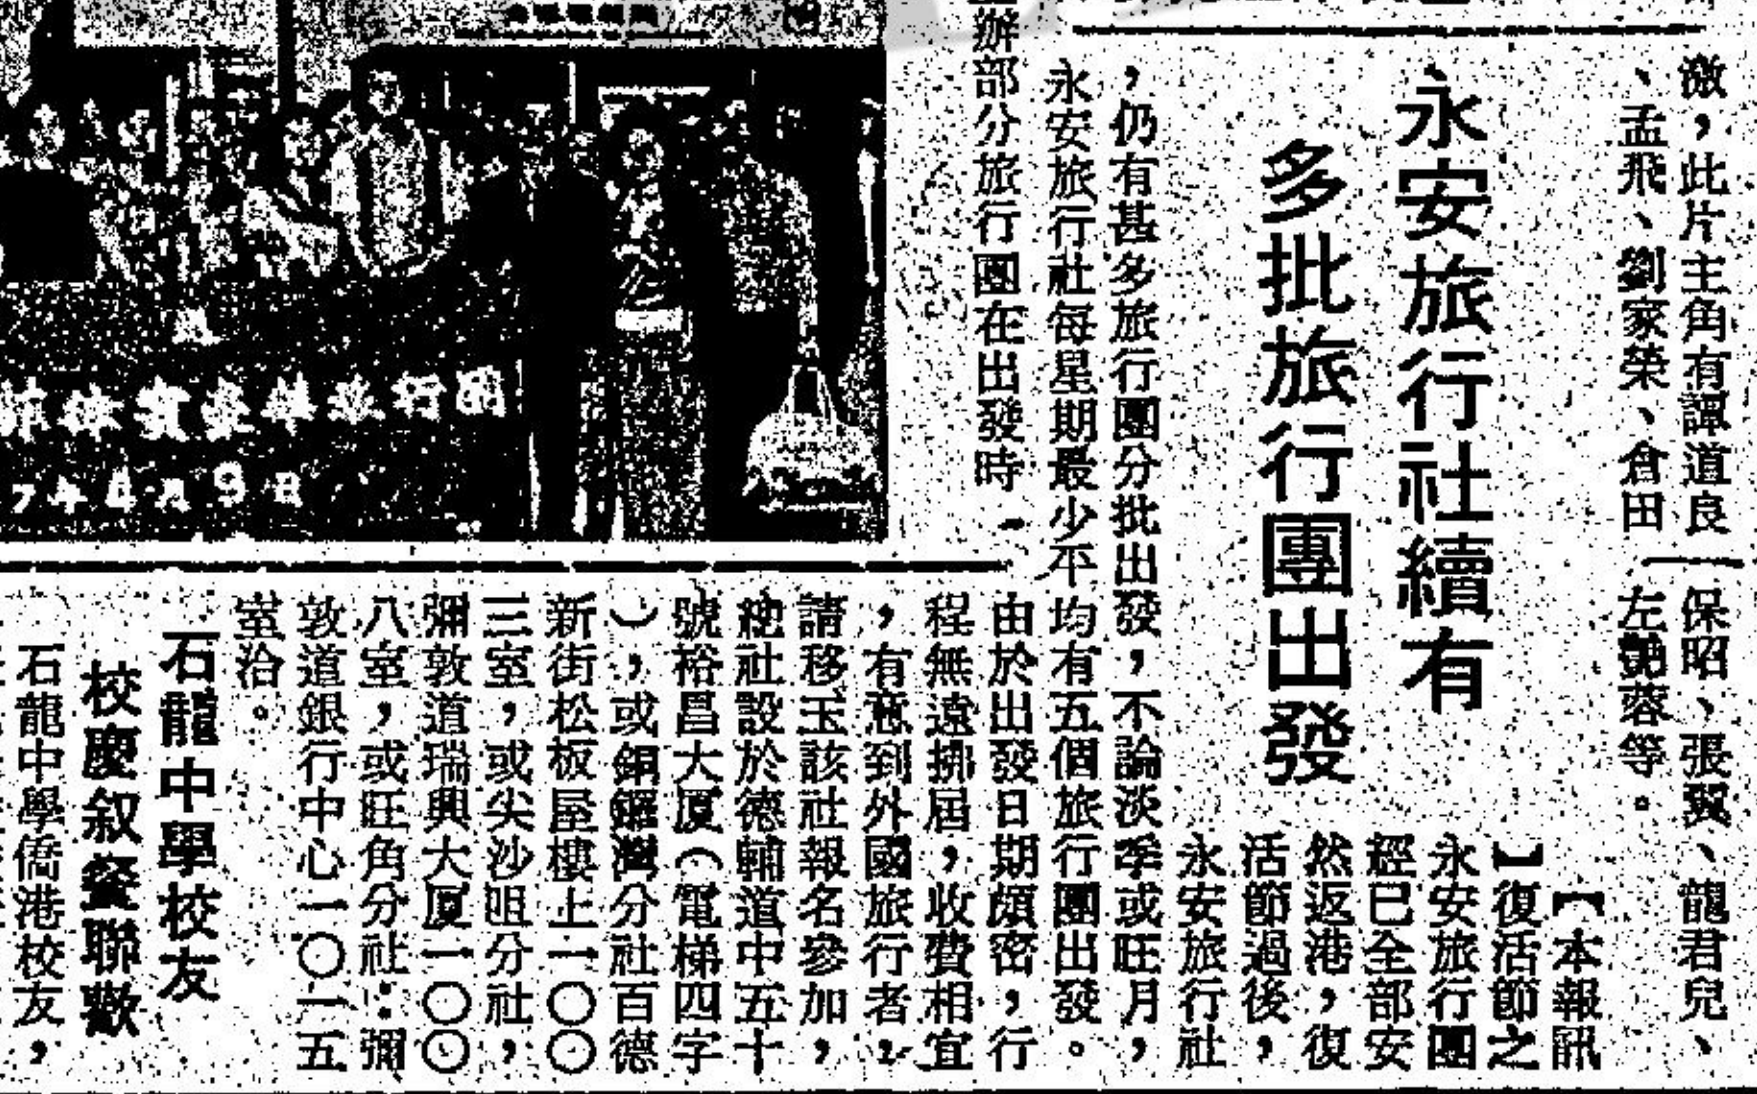 激，此片主角有譚道良
、孟飛、劉家榮、倉田
保昭、張翼、龍君兒、
左艷蓉等。
永安旅行社續有
多批旅行團出發
【本報訊
】復活節之
永安旅行團
經已全部安
然返港，復
活節過後，
永安旅行社
，仍有甚多旅行團分批出發，不論淡季或旺月，
永安旅行社每星期最少平均有五個旅行團出發。
由於出發日期頗密，行
程無遠拂屆，收費相宜
，有意到外國旅行者，
請移玉該社報名參加，
總社設於德輔道中五十
號裕昌大厦（電梯四字
），或銅鑼灣分社百德
新街松板屋樓上一〇〇
三室，或尖沙咀分社，
彌敦道瑞興大厦一〇〇
八室，或旺角分社：彌
敦道銀行中心一〇一五
室洽。
辦部分旅行團在出發時
旅行團
年 月9日
石龍中學校友
校慶叙餐聯歡
石龍中學僑港校友，